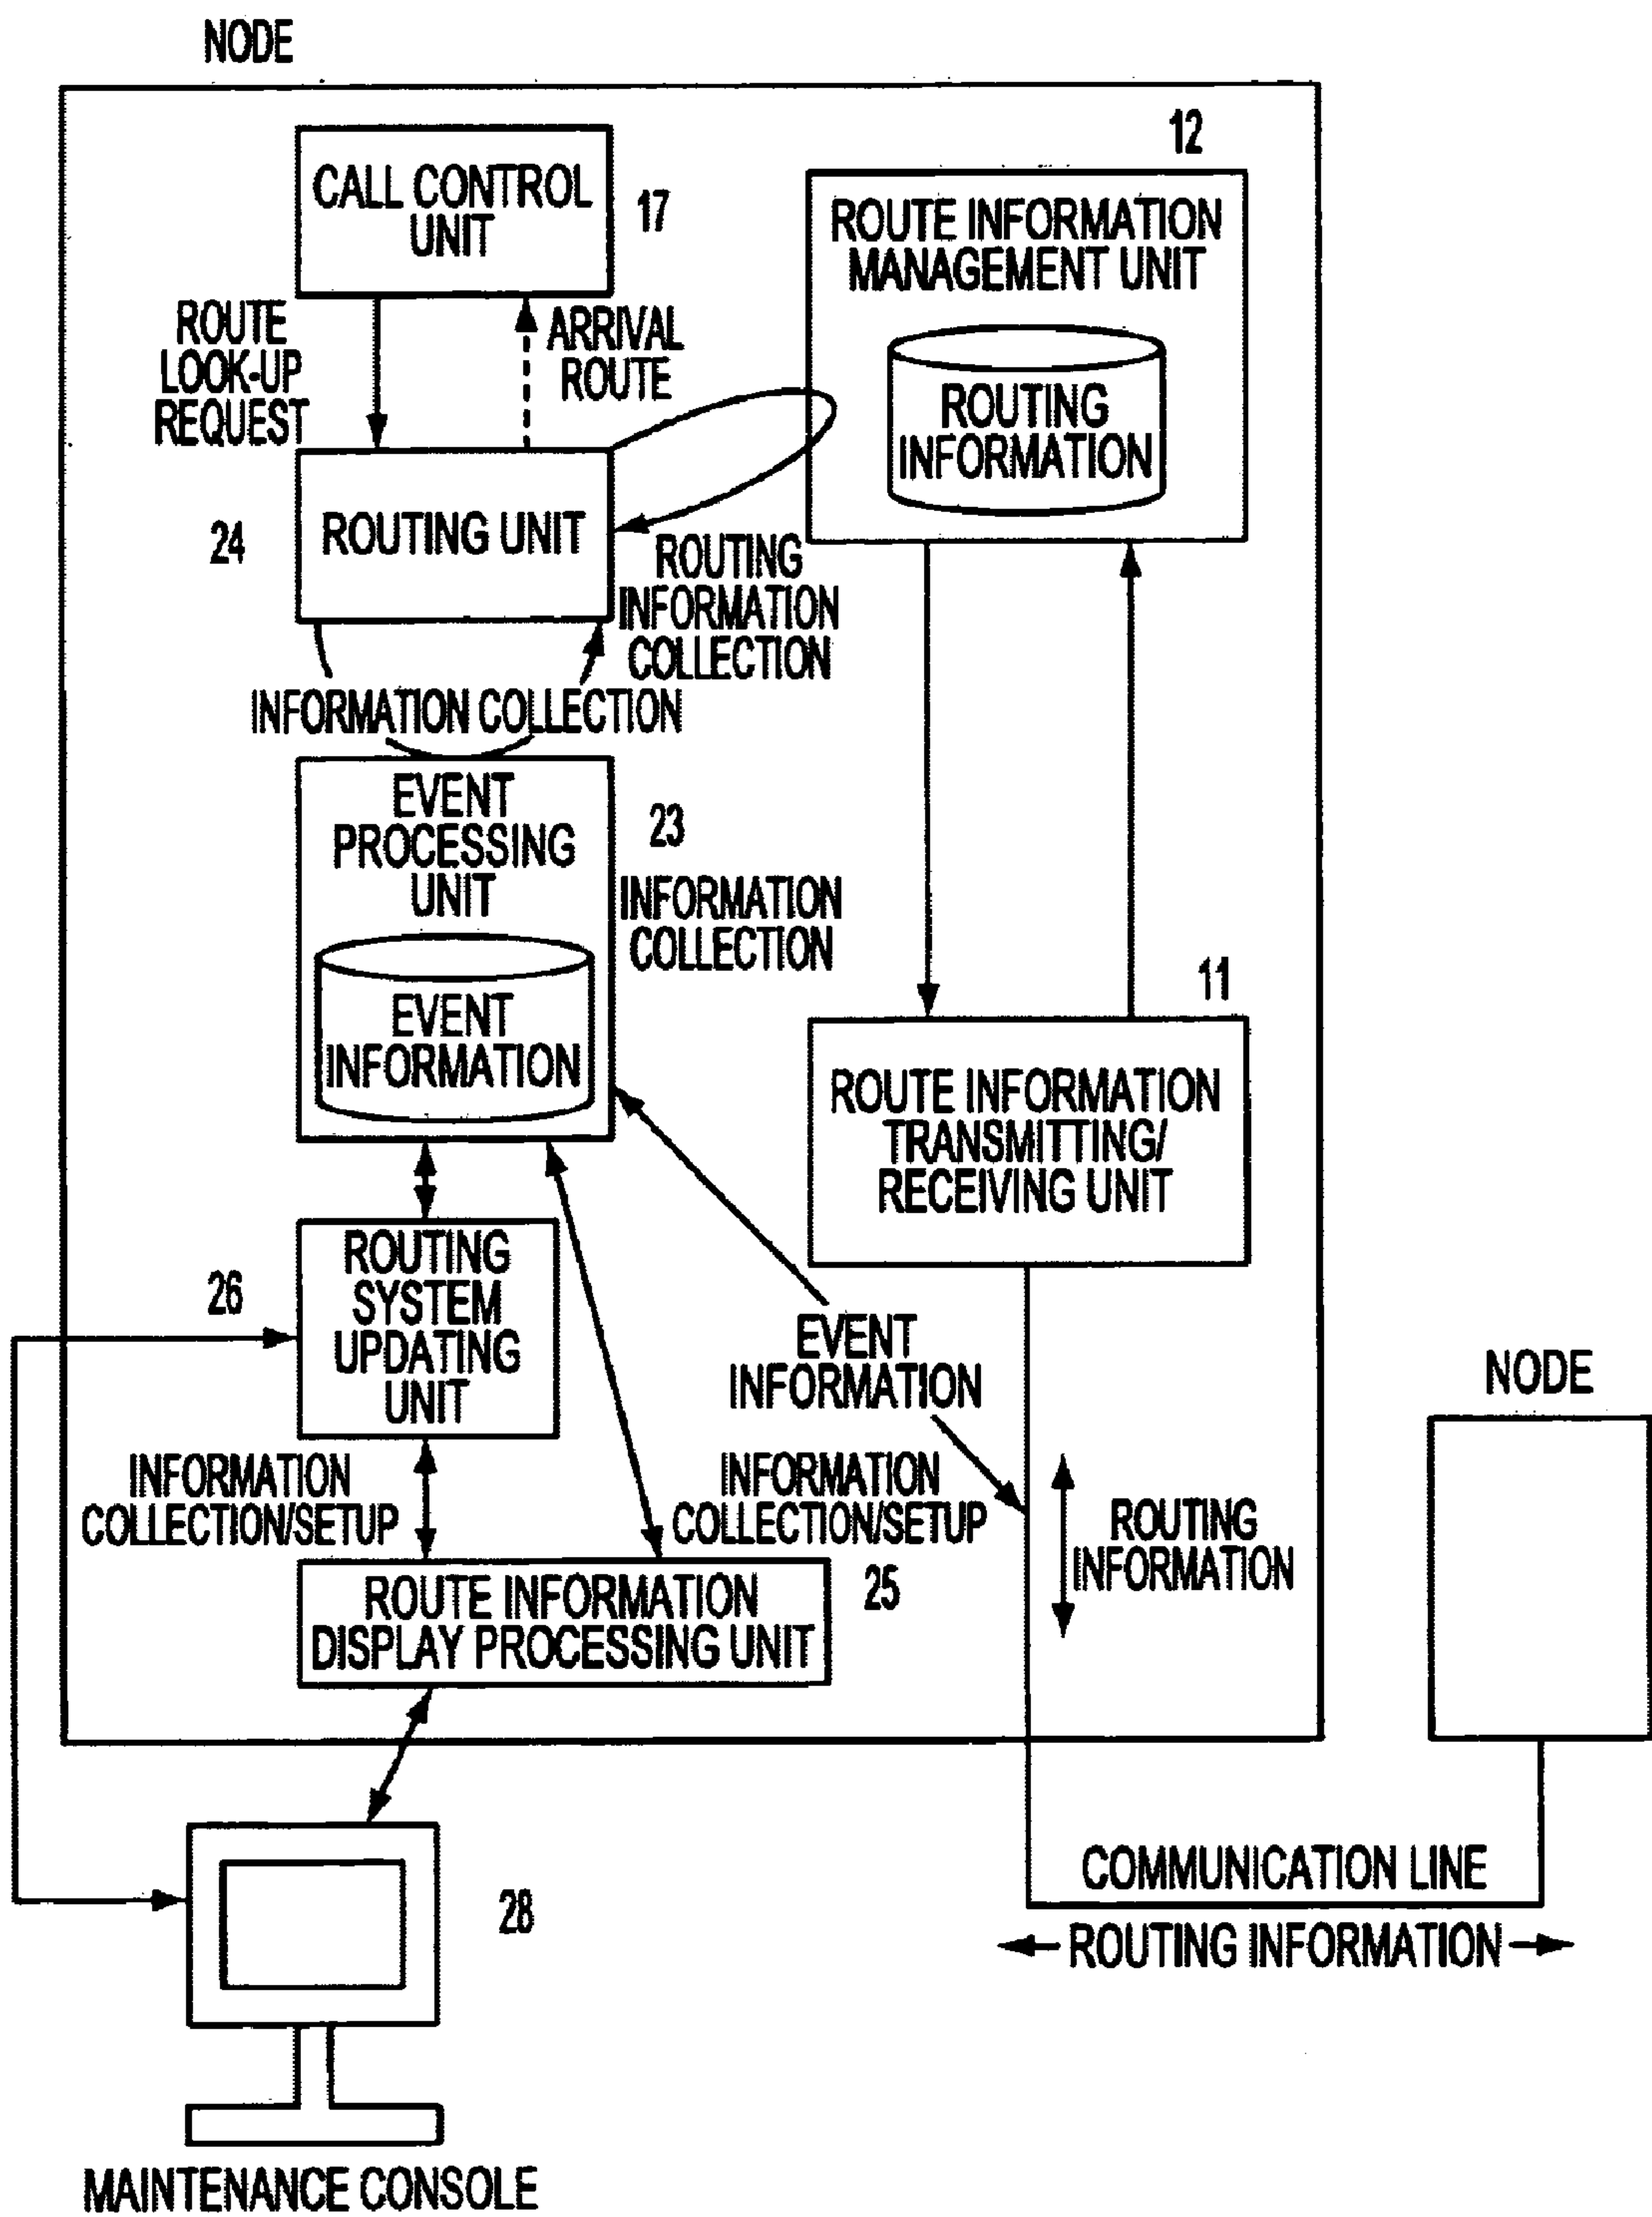 NODE
12
CALL CONTROL
UNIT
17
ROUTE INFORMATION
MANAGEMENT UNIT
ROUTING
INFORMATION
ROUTE
LOOK-UP
REQUEST
ARRIVAL
ROUTE
24
ROUTING UNIT
ROUTING
INFORMATION
COLLECTION
INFORMATION COLLECTION
EVENT
PROCESSING
UNIT
23
INFORMATION
COLLECTION
EVENT
INFORMATION
11
ROUTE INFORMATION
TRANSMITTING/
RECEIVING UNIT
26
ROUTING
SYSTEM
UPDATING
UNIT
EVENT
INFORMATION
NODE
INFORMATION
COLLECTION/SETUP
INFORMATION
COLLECTION/SETUP
ROUTING
INFORMATION
25
ROUTE INFORMATION
DISPLAY PROCESSING UNIT
COMMUNICATION LINE
28
ROUTING INFORMATION
MAINTENANCE CONSOLE